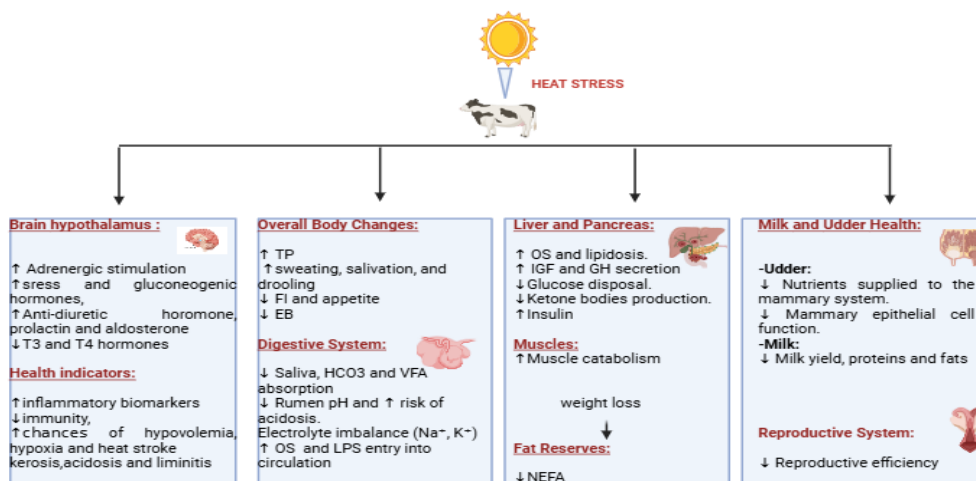 HEAT STRESS
Brain hypothalamus :
↑ Adrenergic stimulation
↑sress and gluconeogenic
hormones,
↑Anti-diuretic horomone,
prolactin and aldosterone
↓T3 and T4 hormones
Health indicators:
↑inflammatory biomarkers
↓immunity,
↑chances of hypovolemia,
hypoxia and heat stroke
kerosis,acidosis and liminitis
Overall Body Changes:
↑ TP
↑sweating, salivation, and
drooling
↓ FI and appetite
↓ EB
Digestive System:
↓ Saliva, HCO3 and VFA
absorption
↓ Rumen pH and ↑ risk of
acidosis.
Electrolyte imbalance (Na⁺, K⁺)
↑ OS and LPS entry into
circulation
Liver and Pancreas:
↑ OS and lipidosis.
↑ IGF and GH secretion
↓Glucose disposal.
↓Ketone bodies production.
↑Insulin
Muscles:
↑Muscle catabolism
weight loss
Fat Reserves:
↓NEFA
Milk and Udder Health:
-Udder:
↓ Nutrients supplied to the
mammary system.
↓ Mammary epithelial cell
function.
-Milk:
↓ Milk yield, proteins and fats
Reproductive System:
↓ Reproductive efficiency